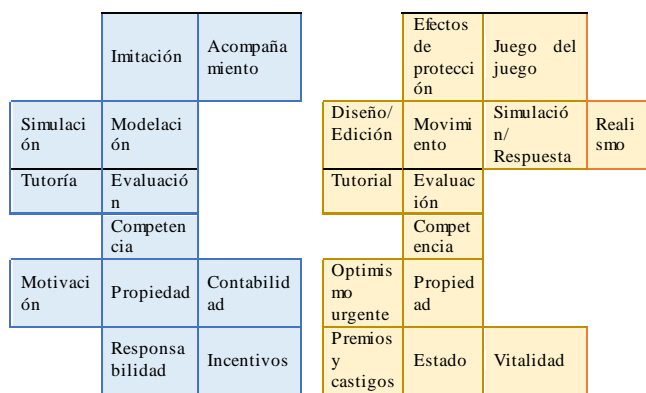 Imitación
Acompaña
miento
Simulaci
ón
Modelaci
ón
Tutoría
Evaluació
n
Competen
cia
Motivaci
ón
Propiedad
Contabilid
ad
Responsa
bilidad
Incentivos
Efectos
de
protecci
ón
Juego del
juego
Diseño/
Edición
Movimi
ento
Simulació
n/
Respuesta
Reali
smo
Tutorial
Evaluac
ión
Compet
encia
Optimis
mo
urgente
Propied
ad
Premios
y
castigos
Estado
Vitalidad